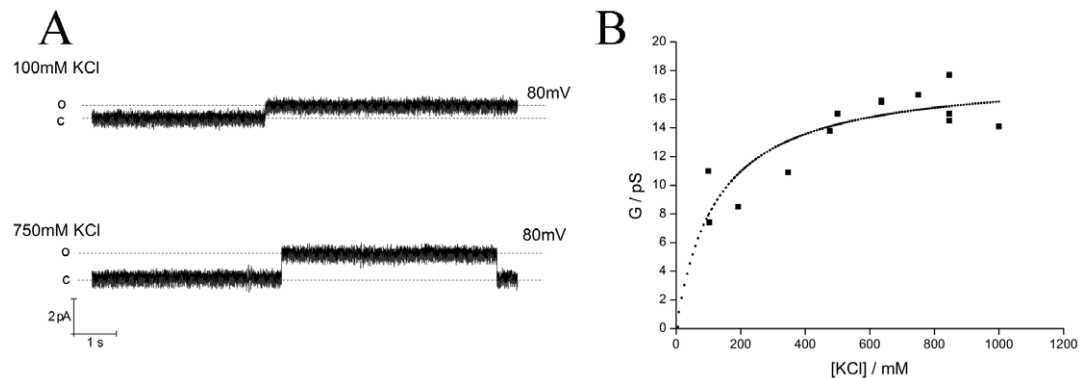 A
100mM KCl
80mV
o
c
750mM KCl
80mV
o
c
2 pA
1 s
B
20
18
16
14
12
10
8
6
4
2
0
G / pS
0 200 400 600 800 1000 1200
[KCl] / mM